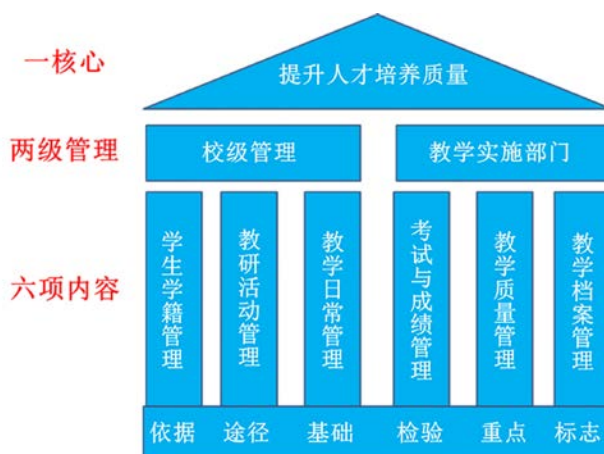 一核心
提升人才培养质量
两级管理
校级管理
教学实施部门
六项内容
学生学籍管理
教研活动管理
教学日常管理
考试与成绩管理
教学质量管理
教学档案管理
依据
途径
基础
检验
重点
标志